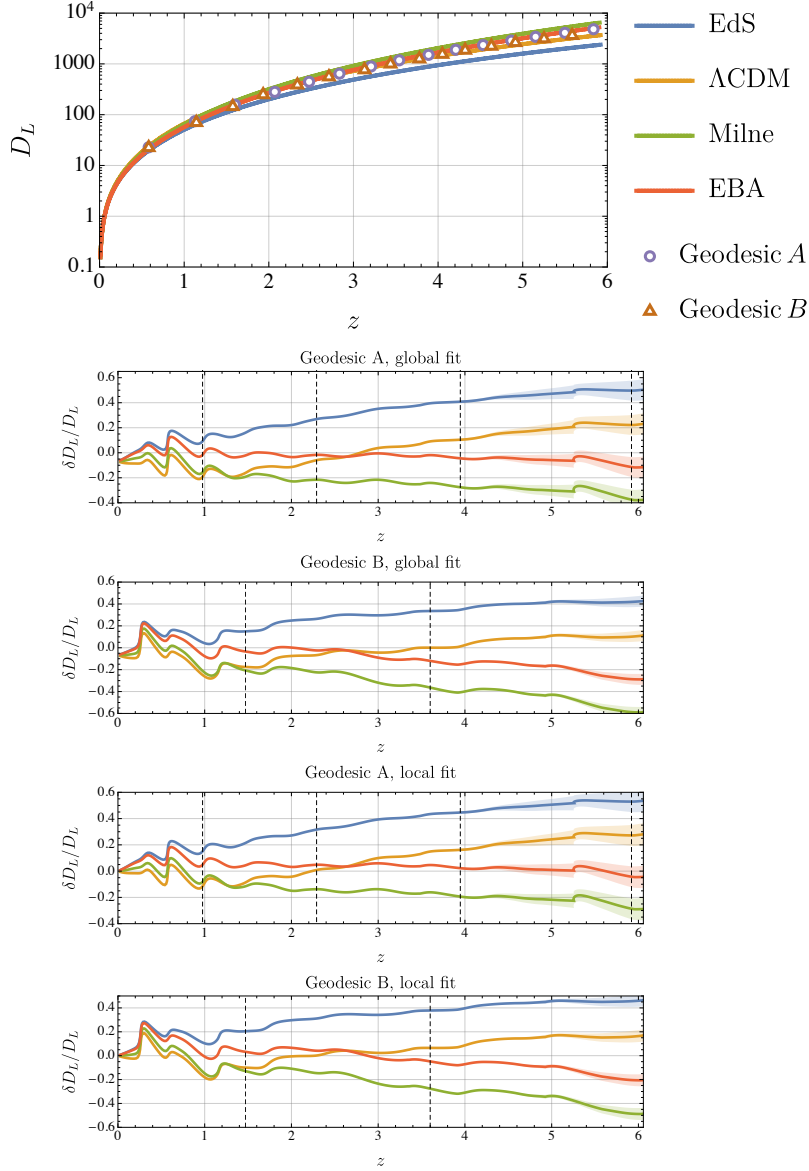 10^4
1000
100
10
1
0.1
D_L
0 1 2 3 4 5 6
z
EdS
ΛCDM
Milne
EBA
Geodesic A
Geodesic B
Geodesic A, global fit
0.6
0.4
0.2
0.0
−0.2
−0.4
δD_L/D_L
0 1 2 3 4 5 6
z
Geodesic B, global fit
0.6
0.4
0.2
0.0
−0.2
−0.4
−0.6
δD_L/D_L
0 1 2 3 4 5 6
z
Geodesic A, local fit
0.6
0.4
0.2
0.0
−0.2
−0.4
δD_L/D_L
0 1 2 3 4 5 6
z
Geodesic B, local fit
0.4
0.2
0.0
−0.2
−0.4
−0.6
δD_L/D_L
0 1 2 3 4 5 6
z